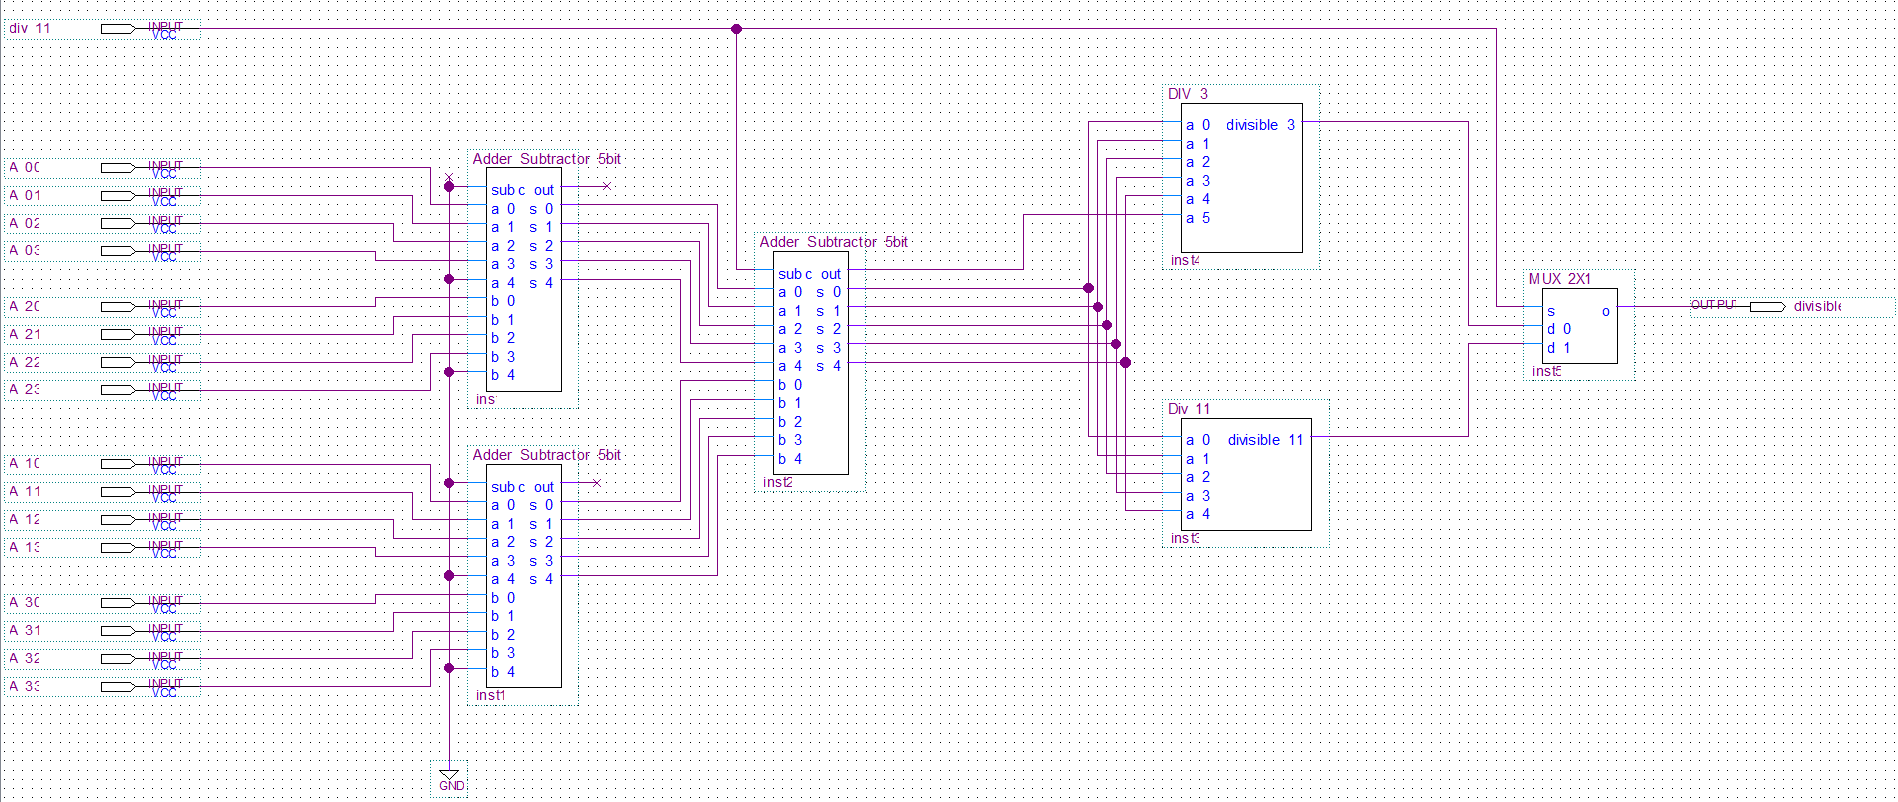 div 11 INPUT VCC
DIV 3
a 0 divisible 3
a 1
a 2
a 3
a 4
a 5
inst4
A 00 INPUT VCC
A 01 INPUT VCC
A 02 INPUT VCC
A 03 INPUT VCC
A 20 INPUT VCC
A 21 INPUT VCC
A 22 INPUT VCC
A 23 INPUT VCC
Adder Subtractor 5bit
sub c out
a 0 s 0
a 1 s 1
a 2 s 2
a 3 s 3
a 4 s 4
b 0
b 1
b 2
b 3
b 4
ins
Adder Subtractor 5bit
sub c out
a 0 s 0
a 1 s 1
a 2 s 2
a 3 s 3
a 4 s 4
b 0
b 1
b 2
b 3
b 4
inst2
MUX 2X1
s o
d 0
d 1
inst5
OUTPUT divisible
A 10 INPUT VCC
A 11 INPUT VCC
A 12 INPUT VCC
A 13 INPUT VCC
A 30 INPUT VCC
A 31 INPUT VCC
A 32 INPUT VCC
A 33 INPUT VCC
Adder Subtractor 5bit
sub c out
a 0 s 0
a 1 s 1
a 2 s 2
a 3 s 3
a 4 s 4
b 0
b 1
b 2
b 3
b 4
inst1
Div 11
a 0 divisible 11
a 1
a 2
a 3
a 4
inst3
GND